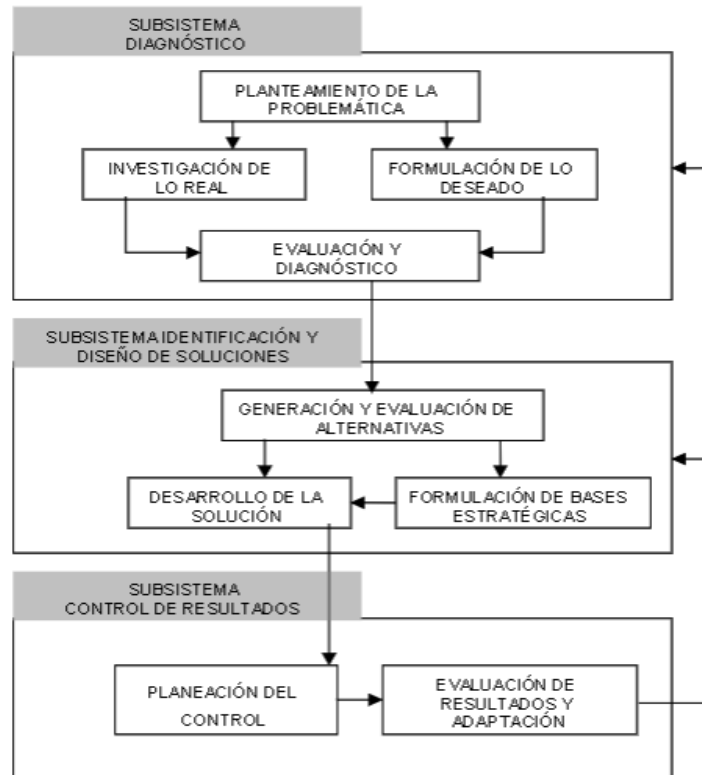 SUBSISTEMA
DIAGNÓSTICO
PLANTEAMIENTO DE LA
PROBLEMÁTICA
INVESTIGACIÓN DE
LO REAL
FORMULACIÓN DE LO
DESEADO
EVALUACIÓN Y
DIAGNÓSTICO
SUBSISTEMA IDENTIFICACIÓN Y
DISEÑO DE SOLUCIONES
GENERACIÓN Y EVALUACIÓN DE
ALTERNATIVAS
DESARROLLO DE LA
SOLUCIÓN
FORMULACIÓN DE BASES
ESTRATÉGICAS
SUBSISTEMA
CONTROL DE RESULTADOS
PLANEACIÓN DEL
CONTROL
EVALUACIÓN DE
RESULTADOS Y
ADAPTACIÓN